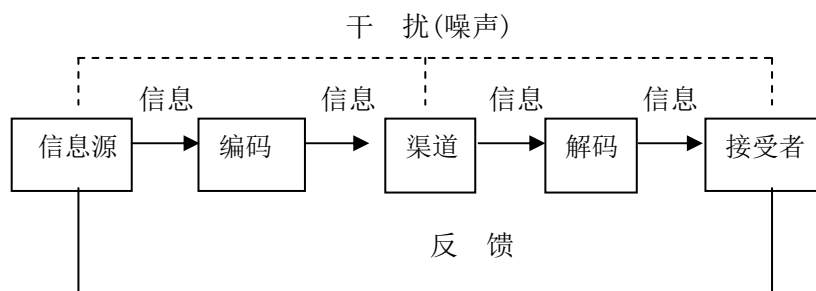 干 扰(噪声)
信息 信息 信息 信息
信息源 编码 渠道 解码 接受者
反 馈